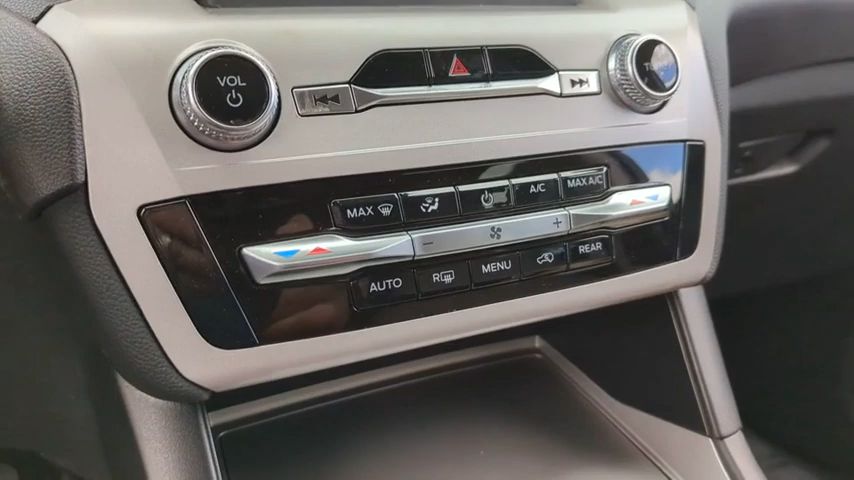 VOL
MAX
A/C
MAX A/C
− +
AUTO
R
MENU
REAR